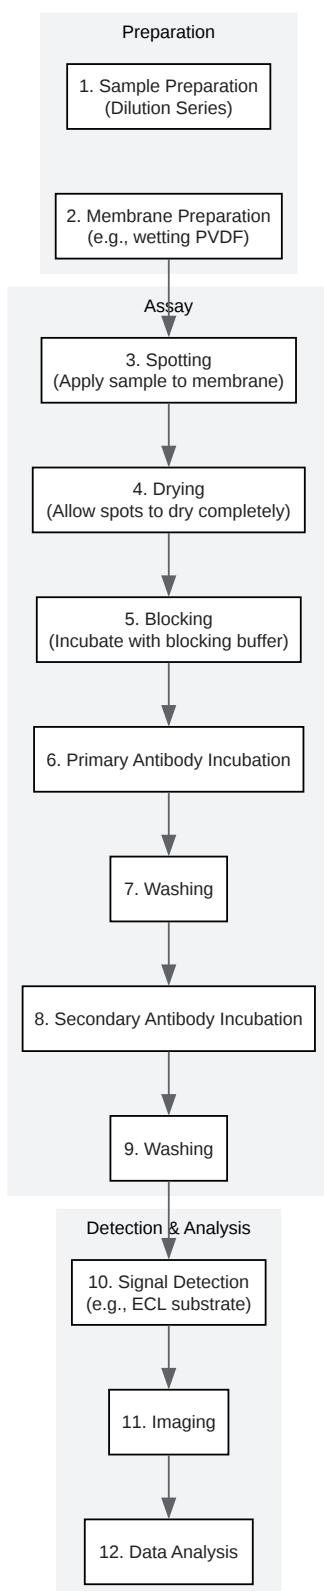 Preparation
1. Sample Preparation
(Dilution Series)
2. Membrane Preparation
(e.g., wetting PVDF)
Assay
3. Spotting
(Apply sample to membrane)
4. Drying
(Allow spots to dry completely)
5. Blocking
(Incubate with blocking buffer)
6. Primary Antibody Incubation
7. Washing
8. Secondary Antibody Incubation
9. Washing
Detection & Analysis
10. Signal Detection
(e.g., ECL substrate)
11. Imaging
12. Data Analysis